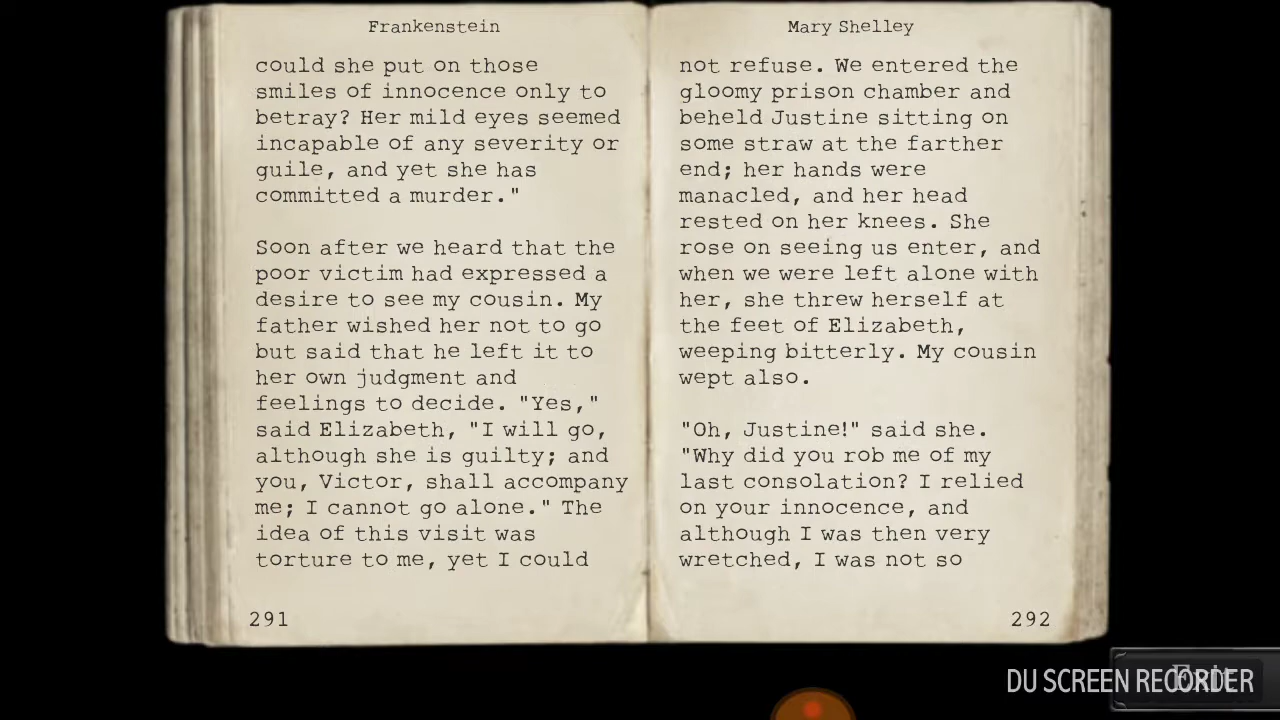 Frankenstein
could she put on those
smiles of innocence only to
betray? Her mild eyes seemed
incapable of any severity or
guile, and yet she has
committed a murder."
Soon after we heard that the
poor victim had expressed a
desire to see my cousin. My
father wished her not to go
but said that he left it to
her own judgment and
feelings to decide. "Yes,"
said Elizabeth, "I will go,
although she is guilty; and
you, Victor, shall accompany
me; I cannot go alone." The
idea of this visit was
torture to me, yet I could
291
Mary Shelley
not refuse. We entered the
gloomy prison chamber and
beheld Justine sitting on
some straw at the farther
end; her hands were
manacled, and her head
rested on her knees. She
rose on seeing us enter, and
when we were left alone with
her, she threw herself at
the feet of Elizabeth,
weeping bitterly. My cousin
wept also.
"Oh, Justine!" said she.
"Why did you rob me of my
last consolation? I relied
on your innocence, and
although I was then very
wretched, I was not so
292
Exit
DU SCREEN RECORDER